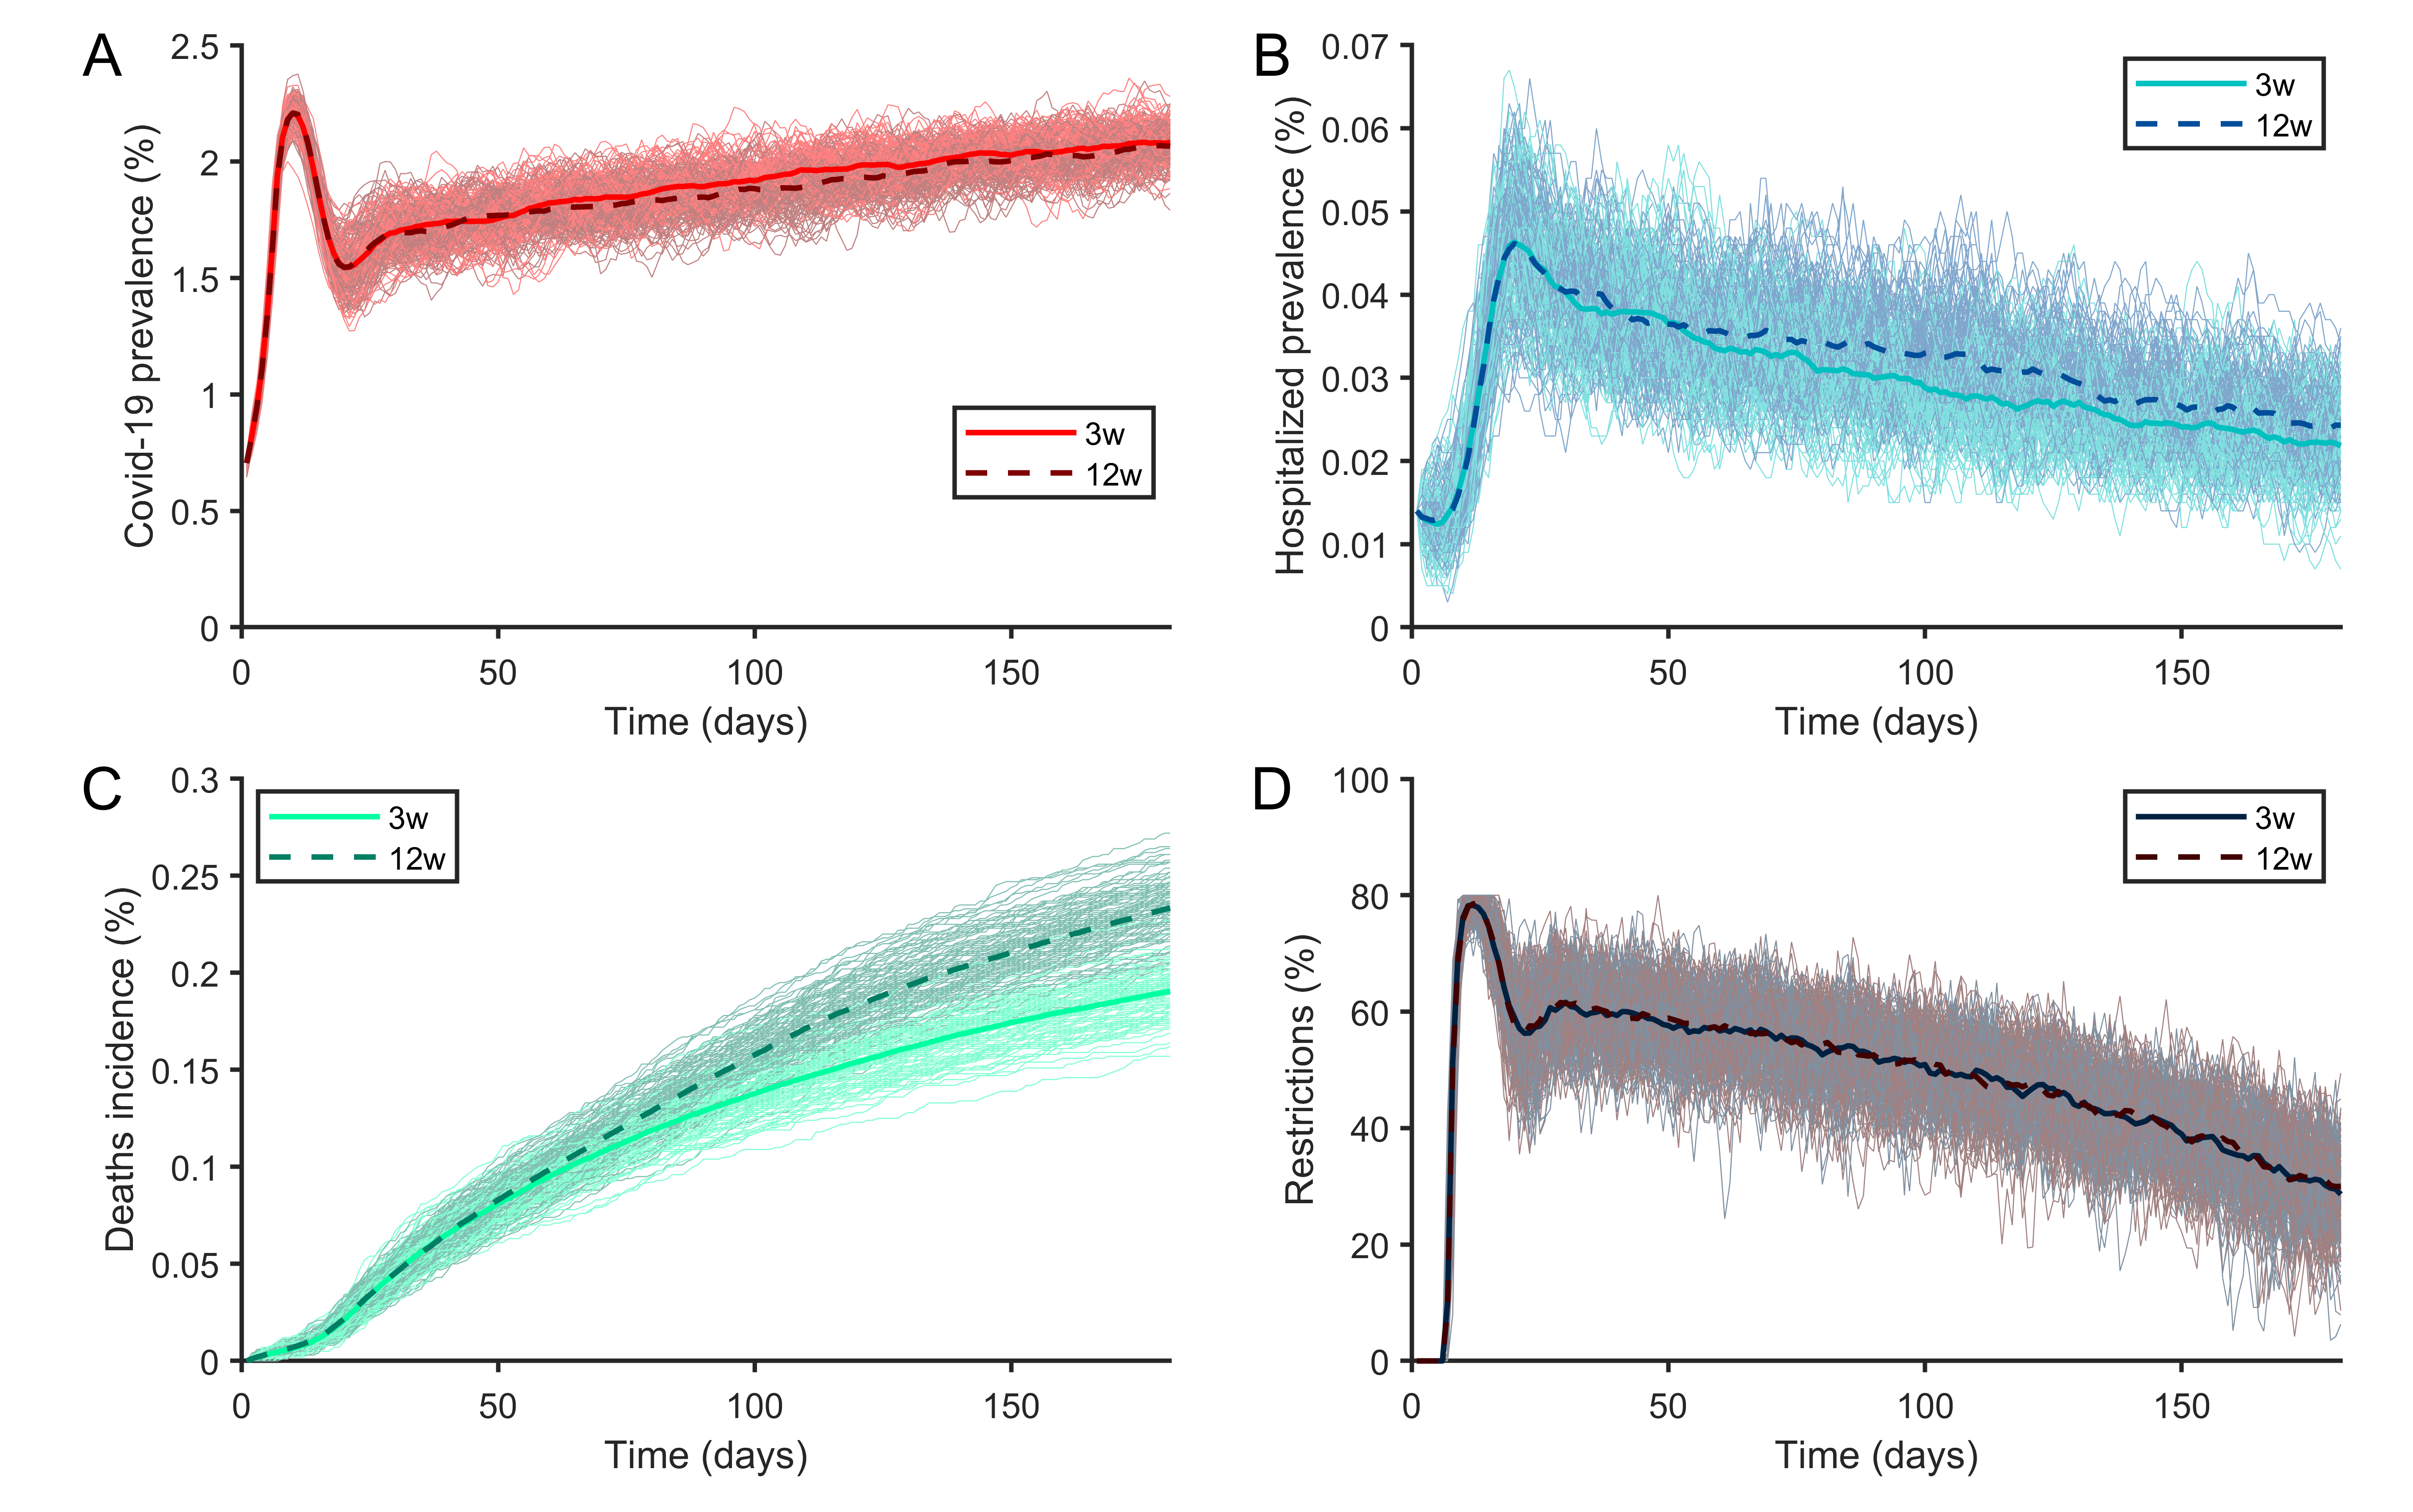 A
Covid-19 prevalence (%)
2.5
2
1.5
1
0.5
0
0 50 100 150
Time (days)
3w
12w
B
Hospitalized prevalence (%)
0.07
0.06
0.05
0.04
0.03
0.02
0.01
0
0 50 100 150
Time (days)
3w
12w
C
Deaths incidence (%)
0.3
0.25
0.2
0.15
0.1
0.05
0
0 50 100 150
Time (days)
3w
12w
D
Restrictions (%)
100
80
60
40
20
0
0 50 100 150
Time (days)
3w
12w